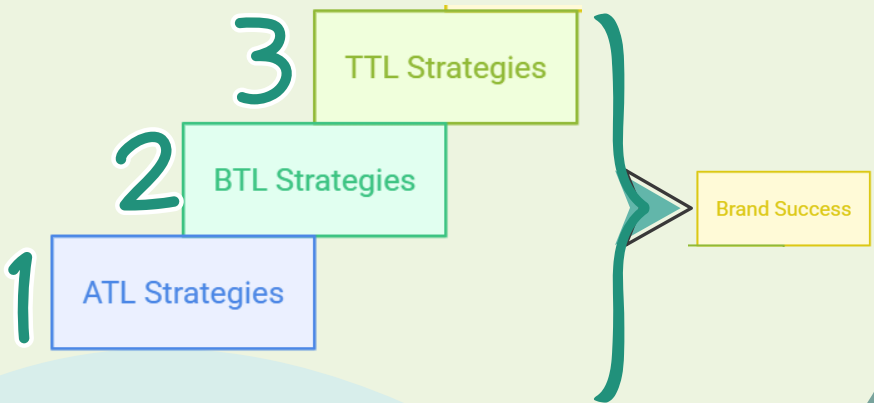 3
TTL Strategies
2
BTL Strategies
Brand Success
1
ATL Strategies